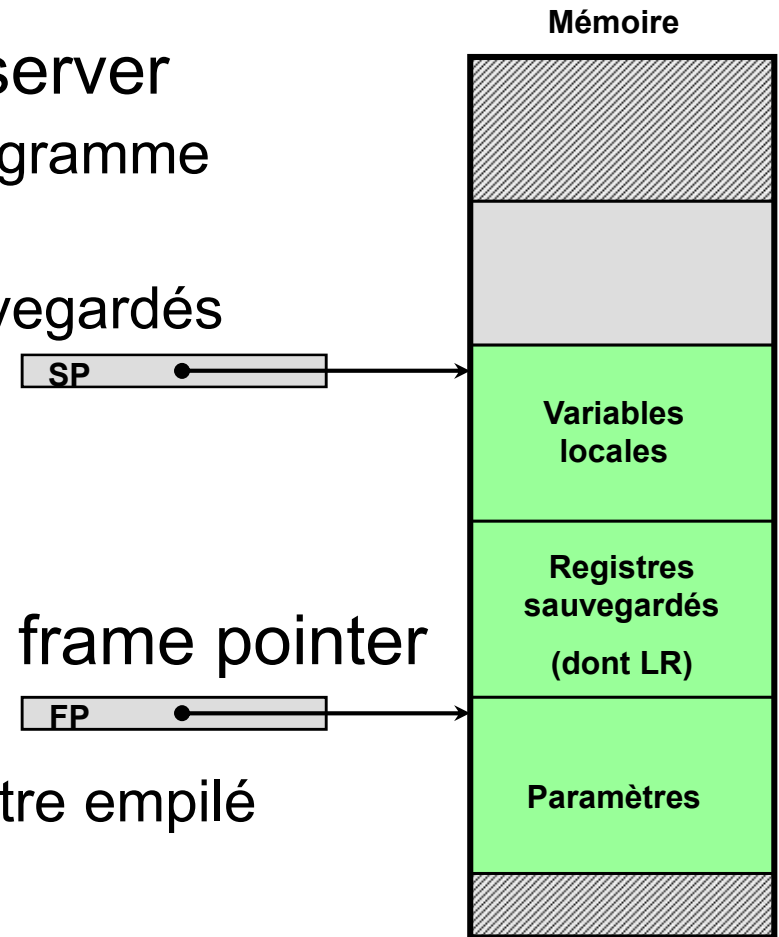 Mémoire
server
gramme
vegardés
SP
Variables
locales
Registres
sauvegardés
(dont LR)
frame pointer
FP
Paramètres
tre empilé